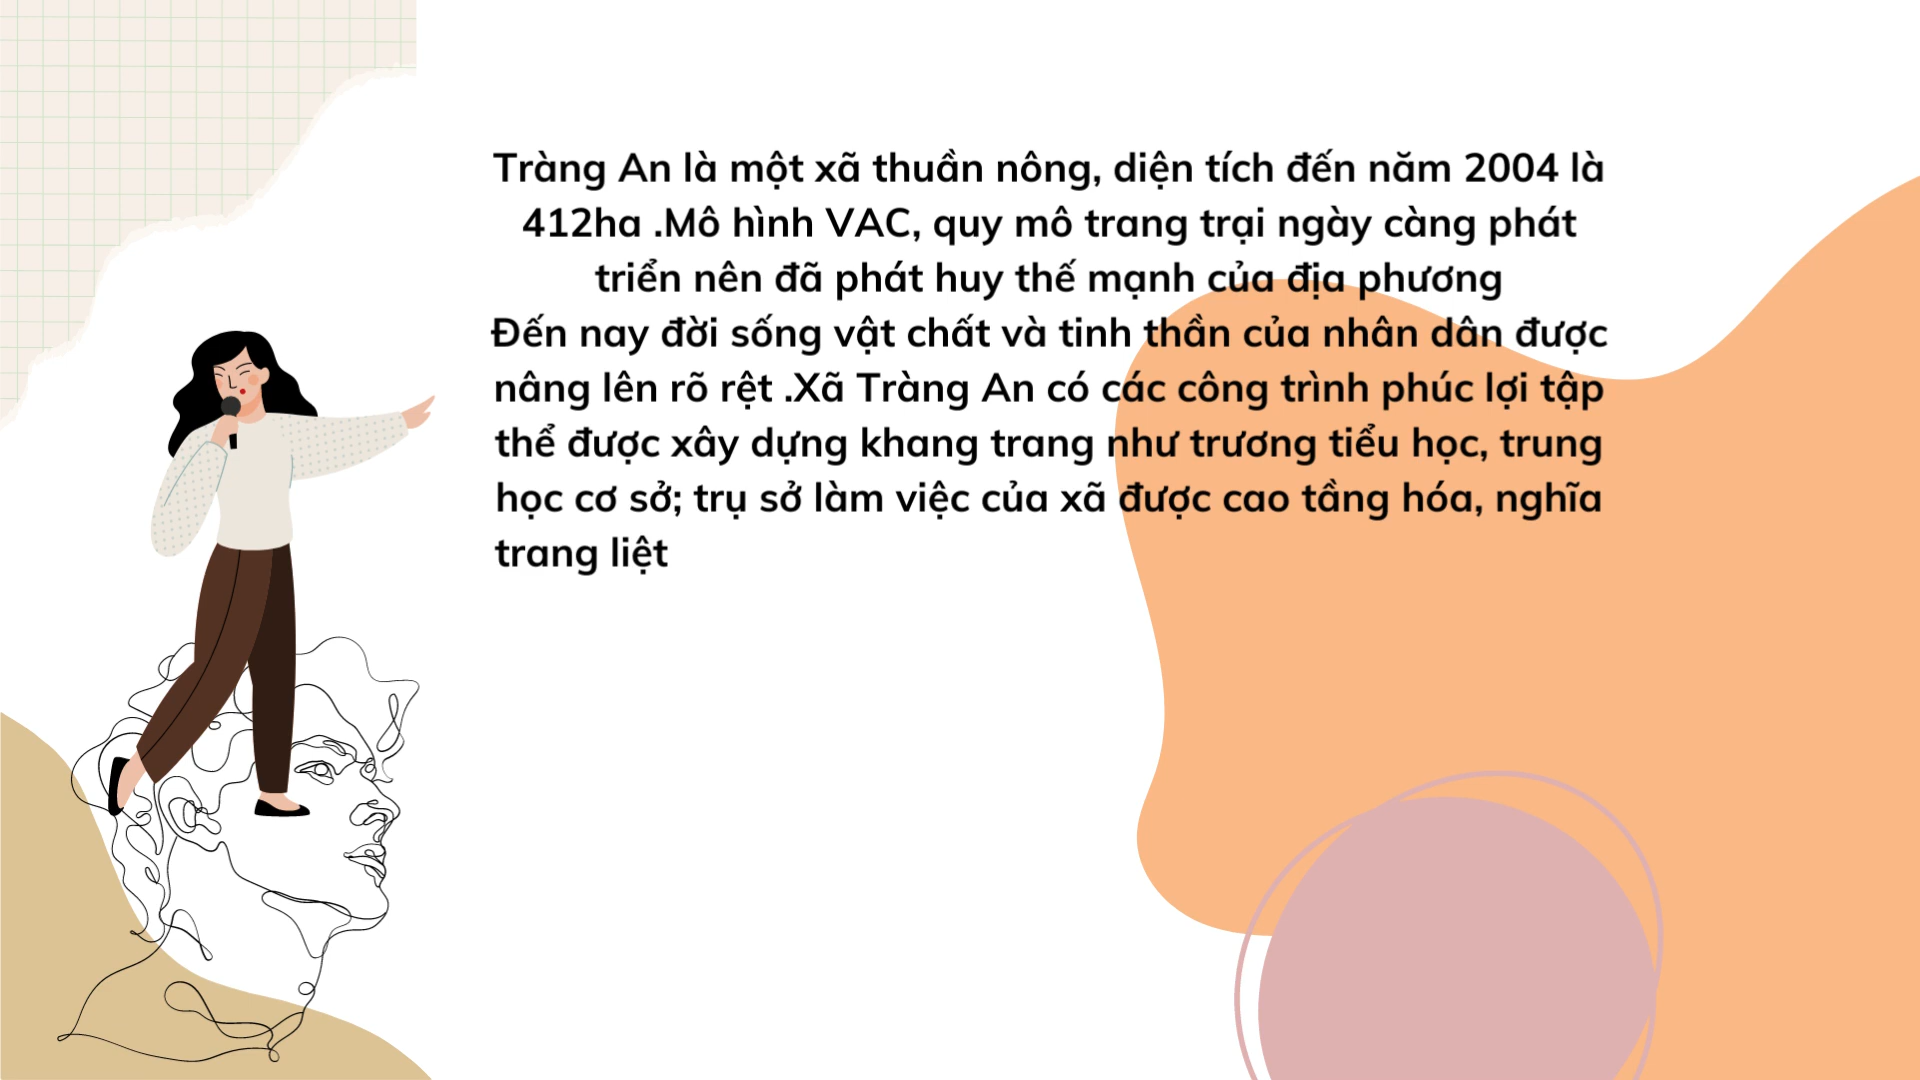 Tràng An là một xã thuần nông, diện tích đến năm 2004 là
412ha .Mô hình VAC, quy mô trang trại ngày càng phát
triển nên đã phát huy thế mạnh của địa phương
Đến nay đời sống vật chất và tinh thần của nhân dân được
nâng lên rõ rệt .Xã Tràng An có các công trình phúc lợi tập
thể được xây dựng khang trang như trương tiểu học, trung
học cơ sở; trụ sở làm việc của xã được cao tầng hóa, nghĩa
trang liệt